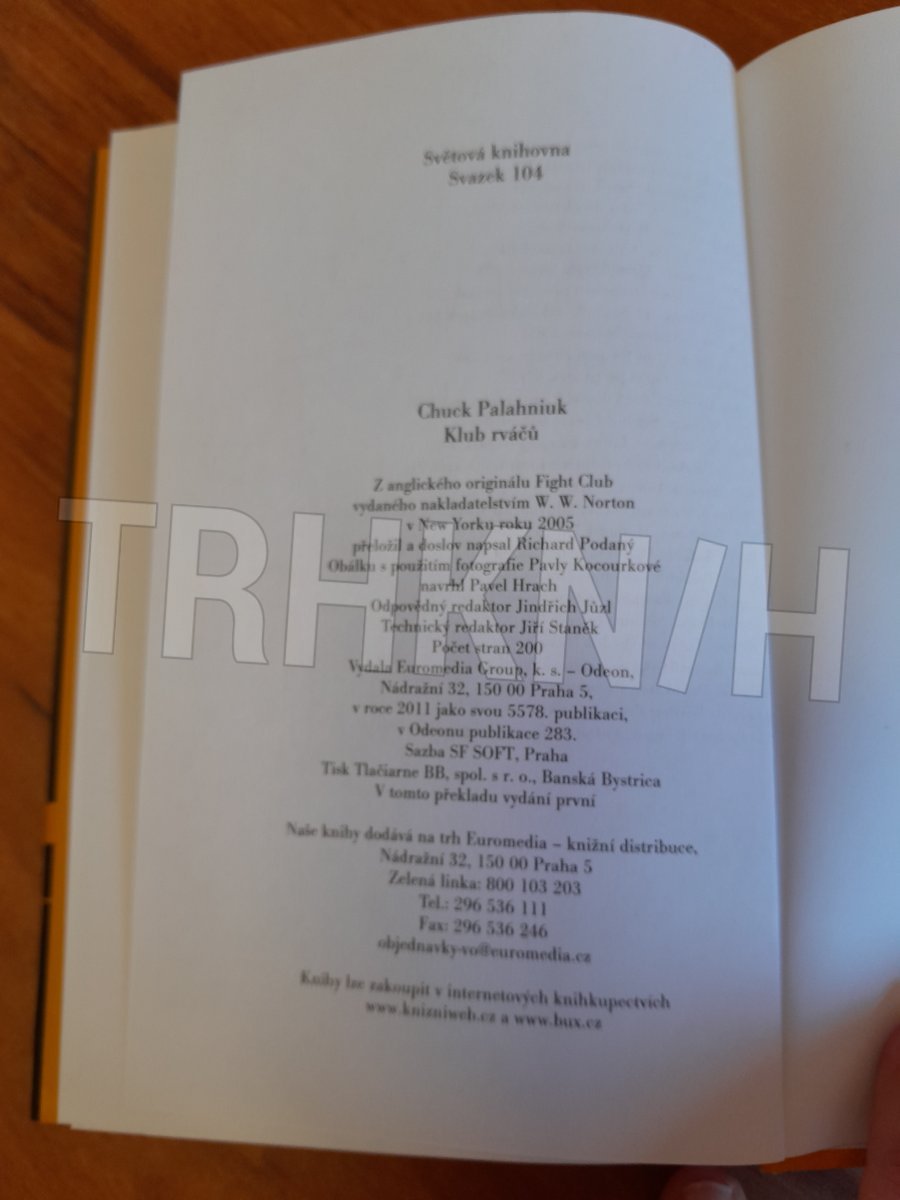 Světová knihovna
Svazek 104
Chuck Palahniuk
Klub rváčů
Z anglického originálu Fight Club
vydaného nakladatelstvím W. W. Norton
v New Yorku roku 2005
přeložil a doslov napsal Richard Podaný
Obálku s použitím fotografie Pavly Kocourkové
navrhl Pavel Hrach
Odpovědný redaktor Jindřich Jůzl
Technický redaktor Jiří Staněk
Počet stran 200
Vydala Euromedia Group, k. s. – Odeon,
Nádražní 32, 150 00 Praha 5,
v roce 2011 jako svou 5578. publikaci,
v Odeonu publikace 283.
Sazba SF SOFT, Praha
Tisk Tlačiarne BB, spol. s r. o., Banská Bystrica
V tomto překladu vydání první
Naše knihy dodává na trh Euromedia – knižní distribuce,
Nádražní 32, 150 00 Praha 5
Zelená linka: 800 103 203
Tel.: 296 536 111
Fax: 296 536 246
objednavky-vo@euromedia.cz
Knihy lze zakoupit v internetových knihkupectvích
www.knizniweb.cz a www.bux.cz
TRHKN/H